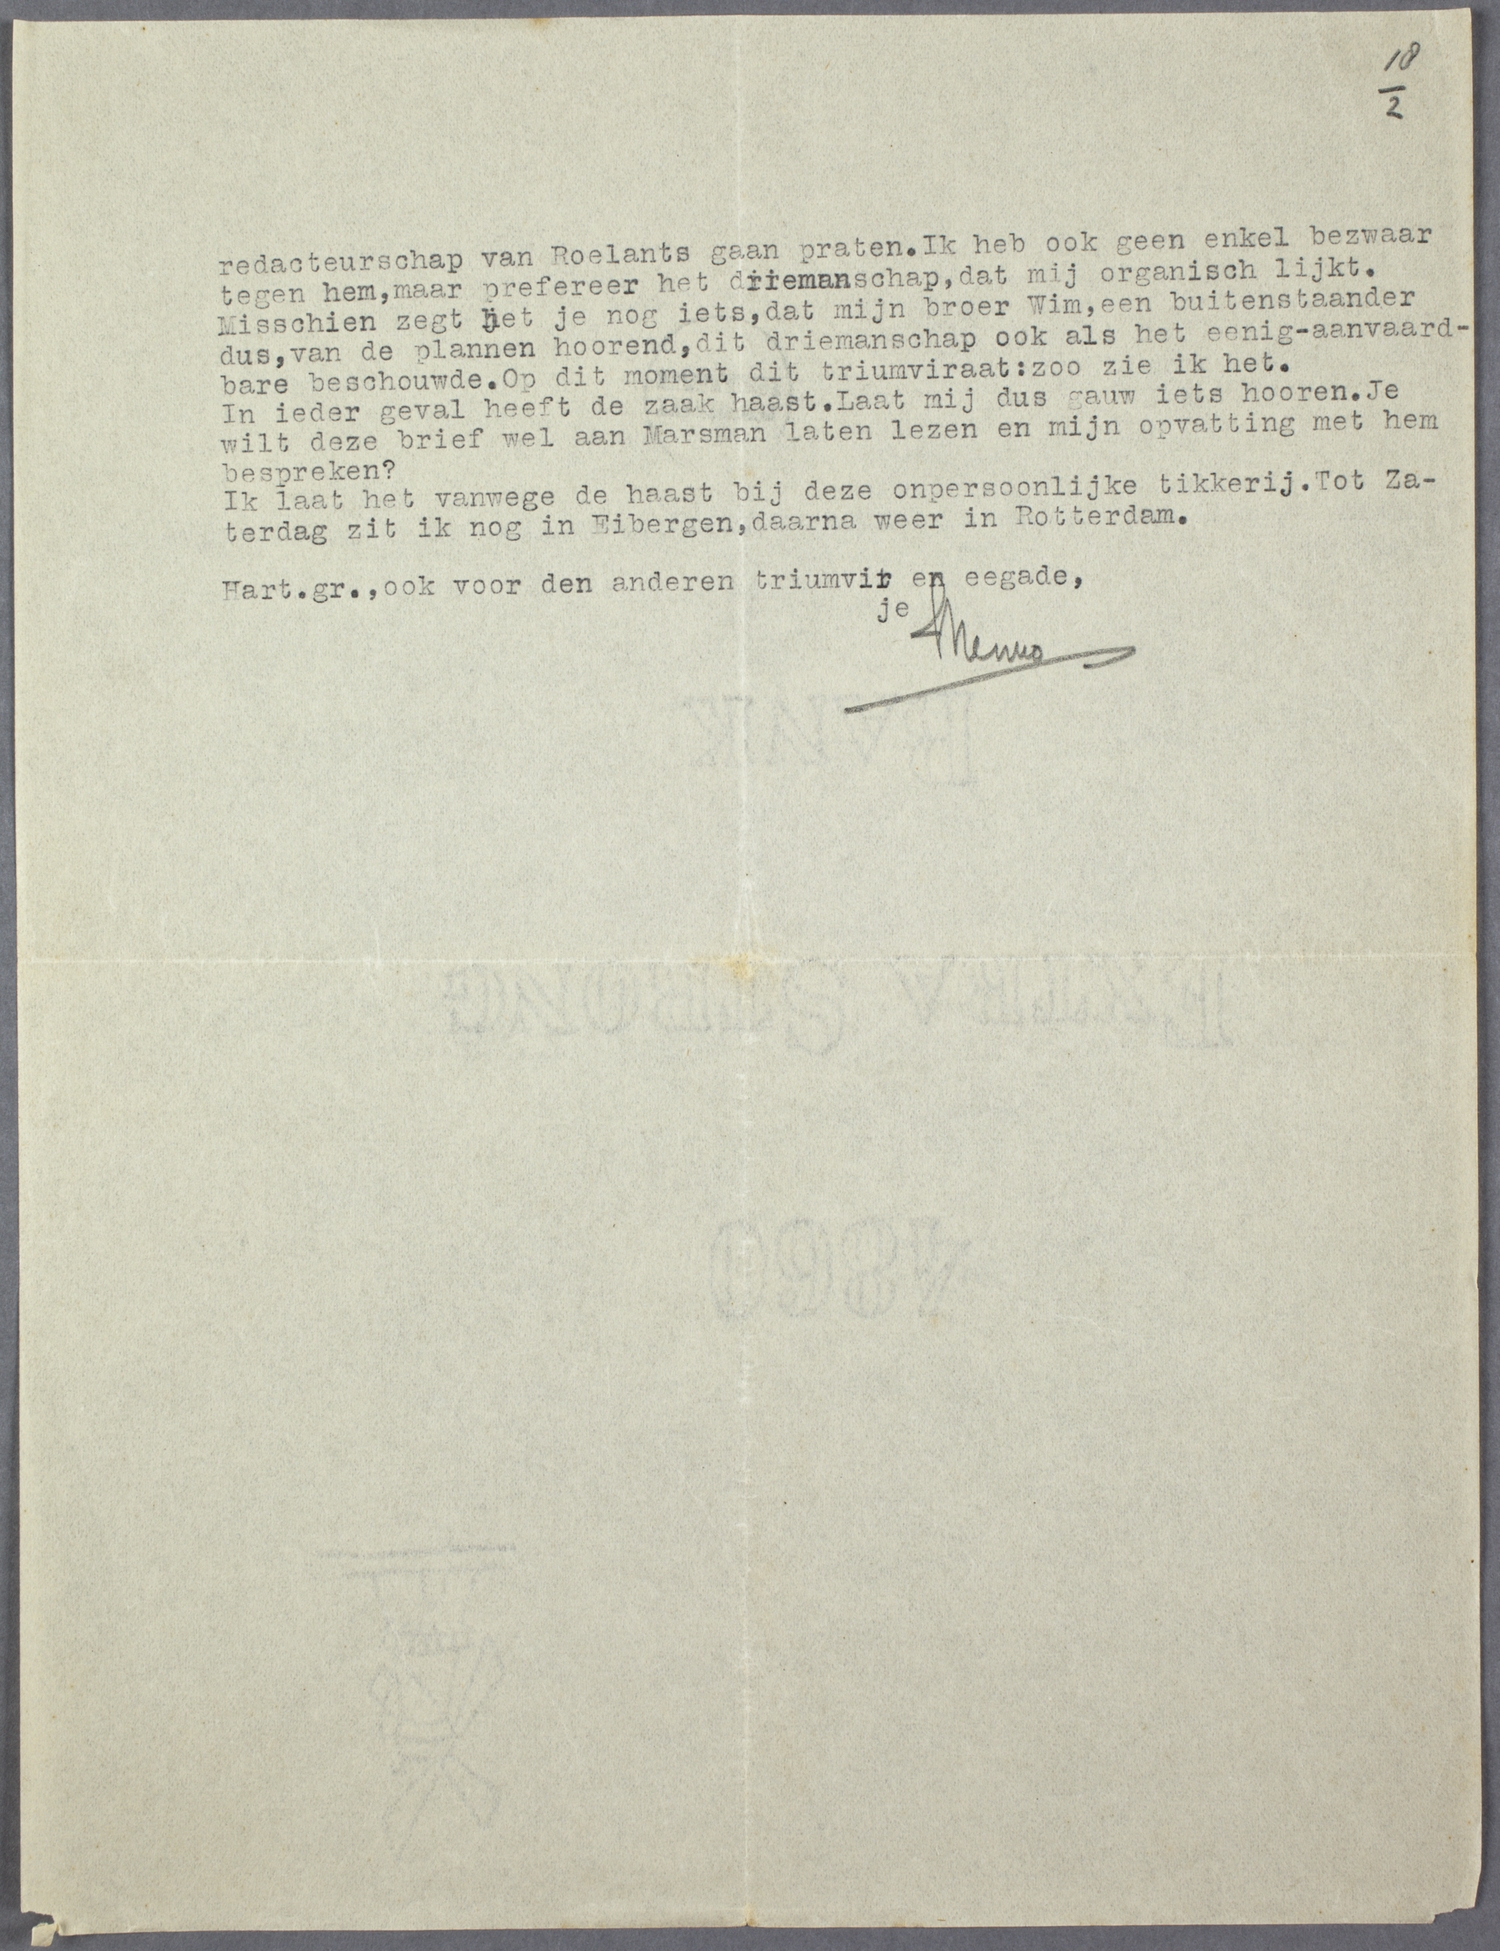 18
2
redacteurschap van Roelants gaan praten.Ik heb ook geen enkel bezwaar
tegen hem,maar prefereer het driemanschap,dat mij organisch lijkt.
Misschien zegt het je nog iets,dat mijn broer Wim,een buitenstaander
dus,van de plannen hoorend,dit driemanschap ook als het eenig-aanvaard-
bare beschouwde.Op dit moment dit triumviraat:zoo zie ik het.
In ieder geval heeft de zaak haast.Laat mij dus gauw iets hooren.Je
wilt deze brief wel aan Marsman laten lezen en mijn opvatting met hem
bespreken?
Ik laat het vanwege de haast bij deze onpersoonlijke tikkerij.Tot Za-
terdag zit ik nog in Eibergen,daarna weer in Rotterdam.
Hart.gr.,ook voor den anderen triumvir en eegade,
je Menno
1890